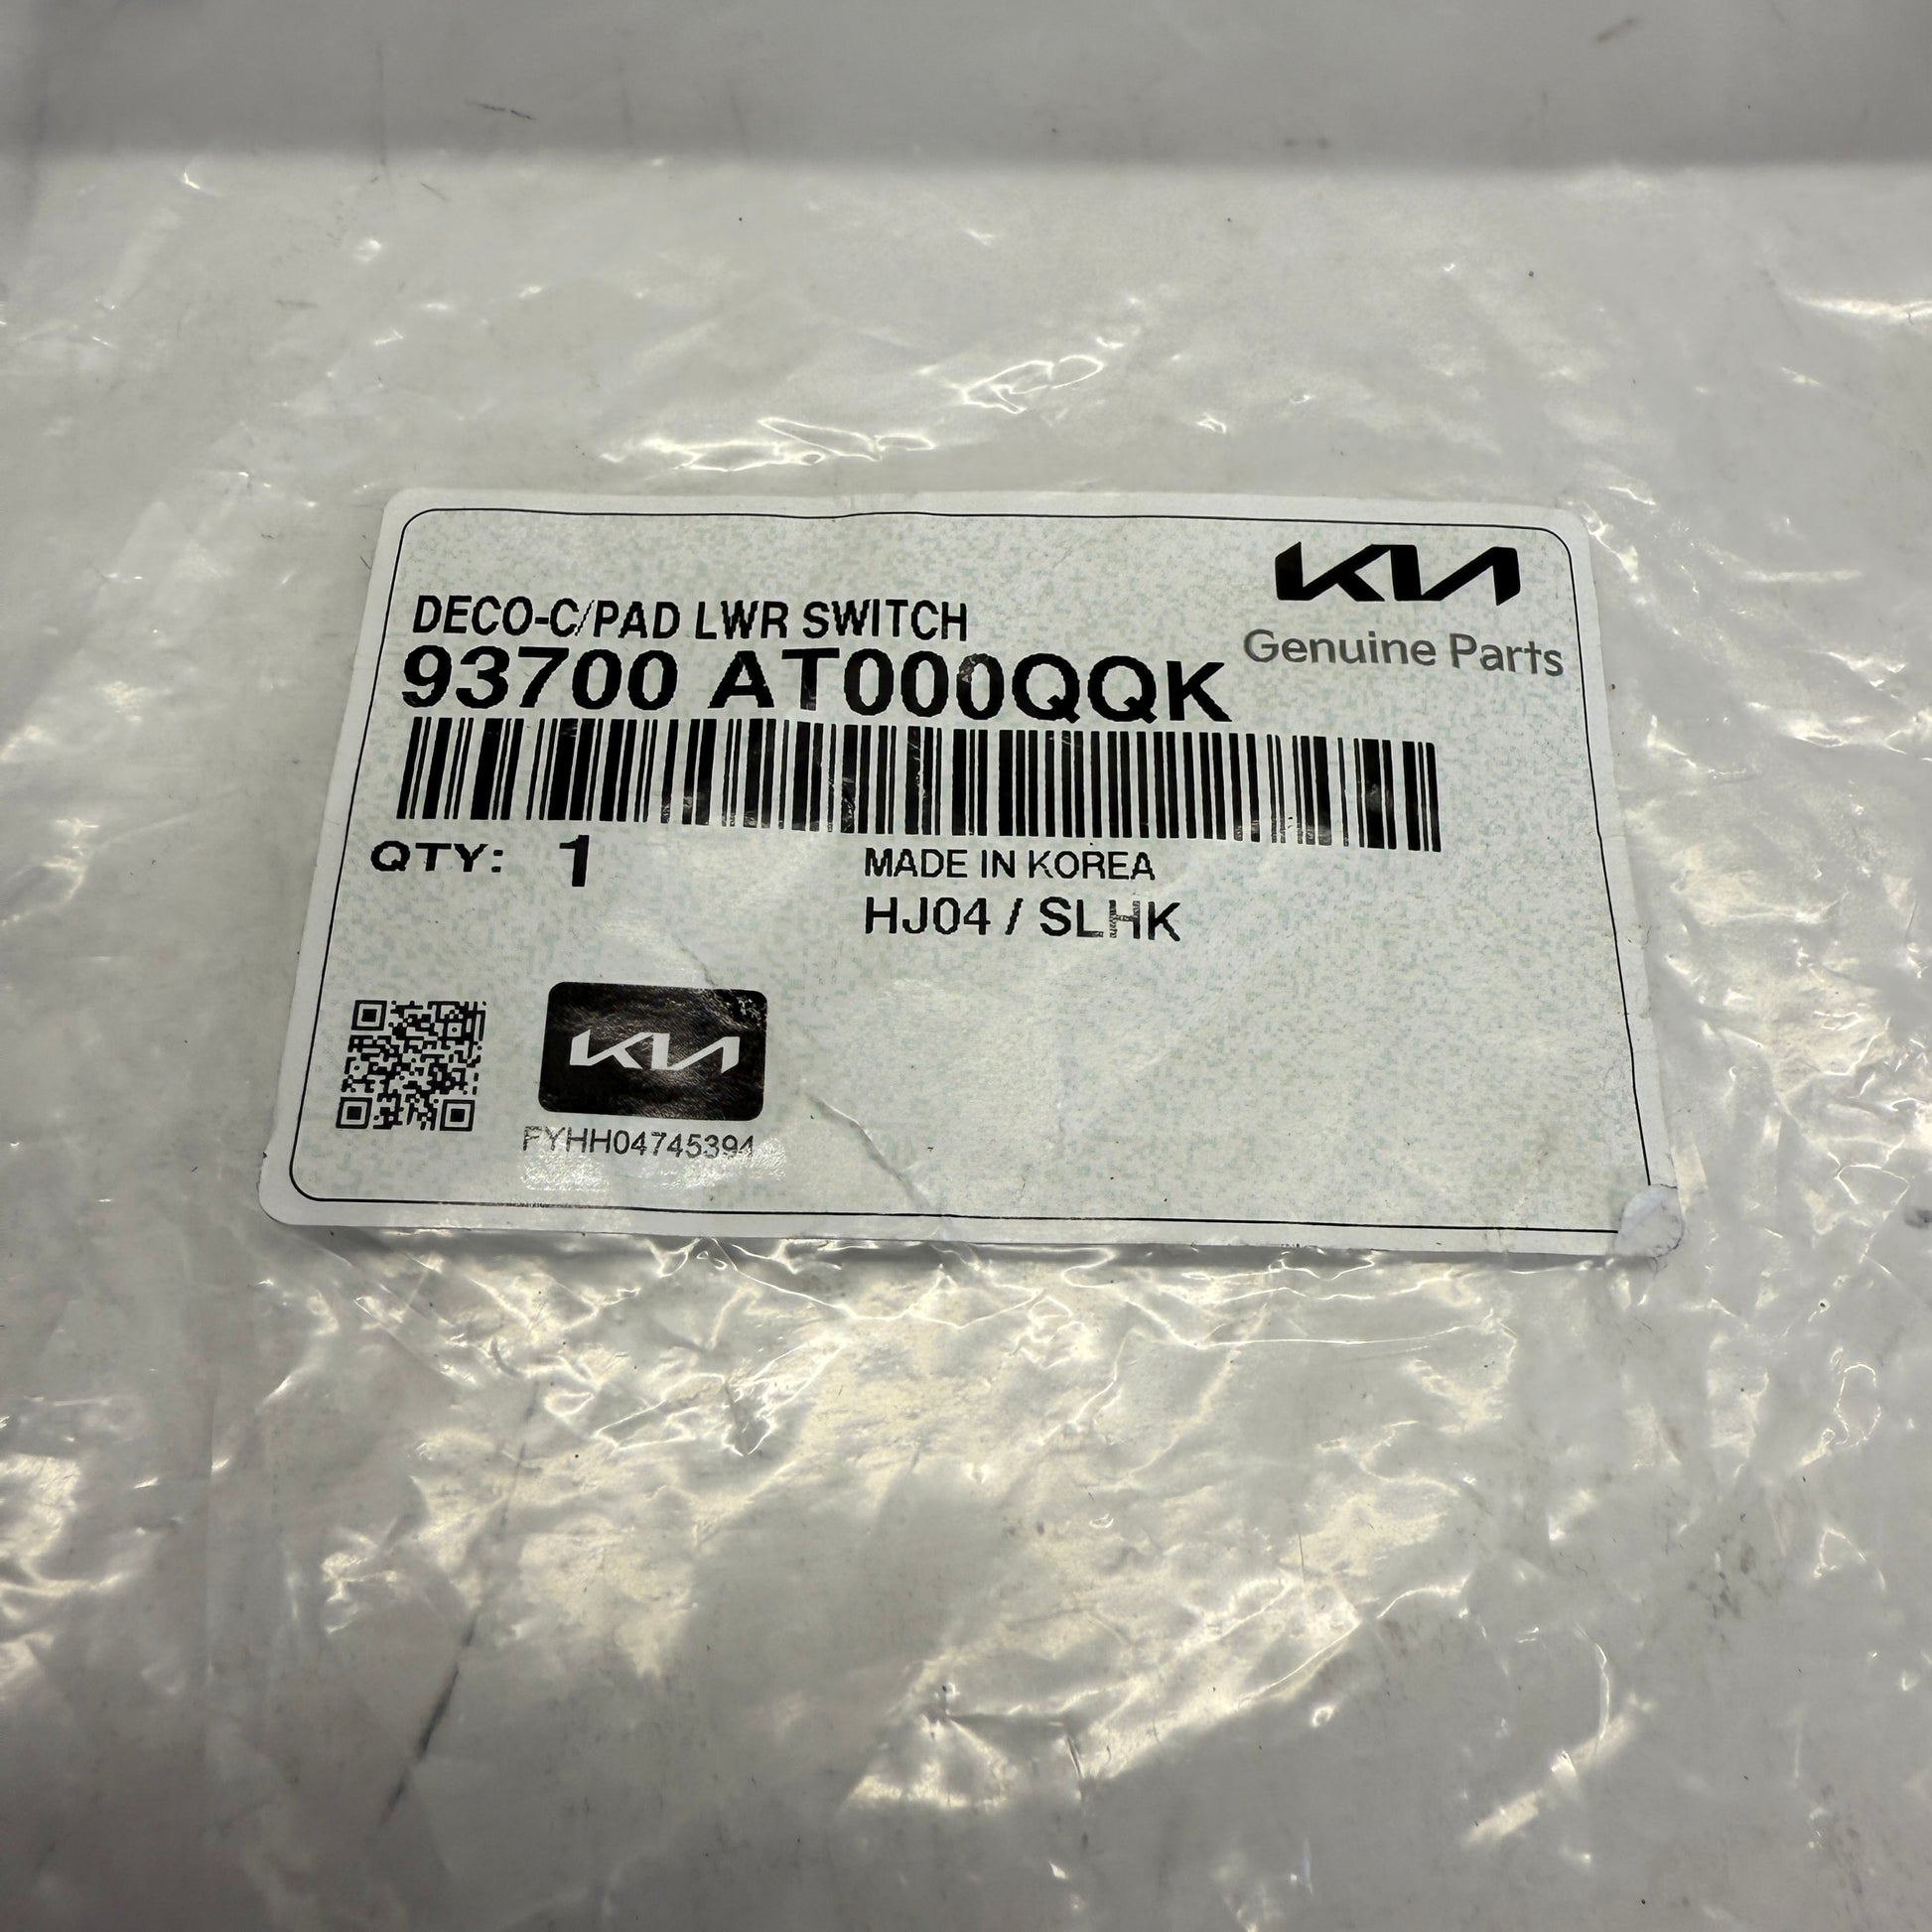 KIA
Genuine Parts
DECO-C/PAD LWR SWITCH
93700 AT000QQK
QTY: 1
MADE IN KOREA
HJ04 / SLHK
KIA
FYHH04745394